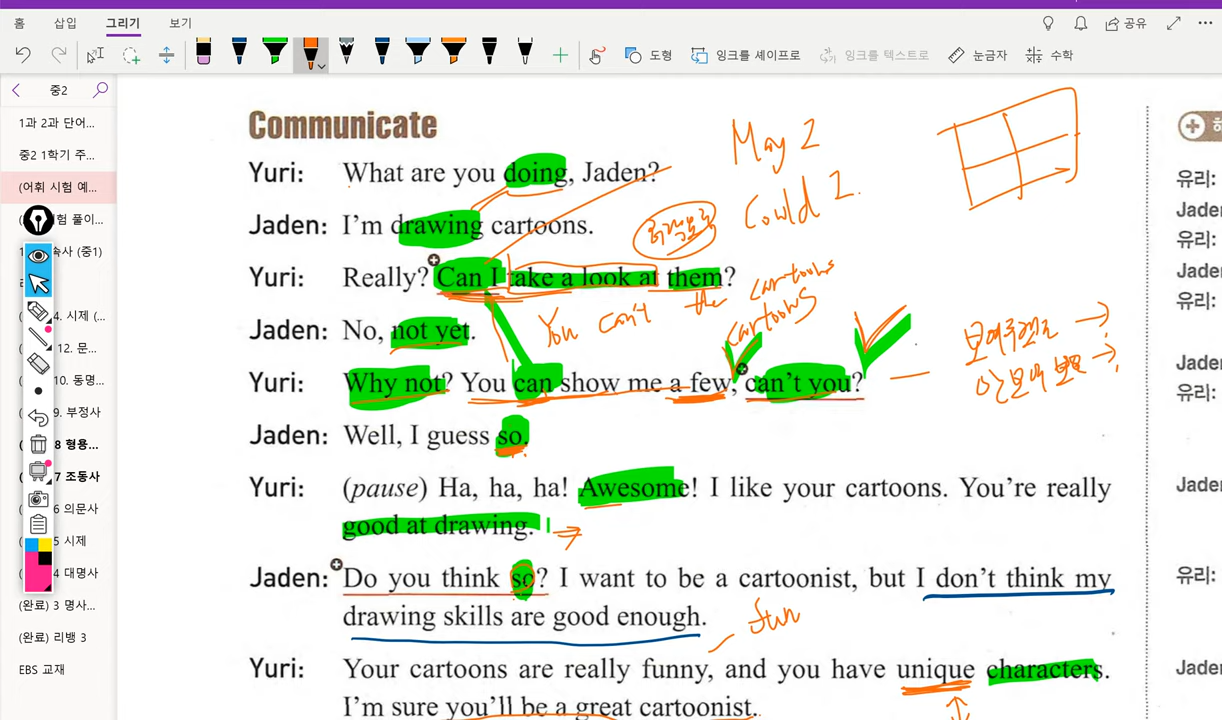 홈 삽입 그리기 보기 공유
도형 잉크를 셰이프로 잉크를 텍스트로 눈금자 수학
중2
1과 2과 단어...
중2 1학기 주...
(어휘 시험 예...
험 풀이...
속사 (중1)
4. 시제 (...
12. 문...
10. 동명...
9. 부정사
8 형용...
7 조동사
6 의문사
5 시제
4 대명사
(완료) 3 명사...
(완료) 리뱅 3
EBS 교재
Communicate
May I
Could I
Yuri: What are you doing, Jaden?
Jaden: I'm drawing cartoons.
Yuri: Really? Can I take a look at them?
the cartoons
You can't
cartoons
Jaden: No, not yet.
Yuri: Why not? You can show me a few, can't you?
Jaden: Well, I guess so.
Yuri: (pause) Ha, ha, ha! Awesome! I like your cartoons. You're really
good at drawing.
Jaden: Do you think so? I want to be a cartoonist, but I don't think my
drawing skills are good enough.
fun
Yuri: Your cartoons are really funny, and you have unique characters.
I'm sure you'll be a great cartoonist.
유리:
Jaden
유리:
Jaden
유리:
Jaden
유리:
Jaden
유리:
Jaden